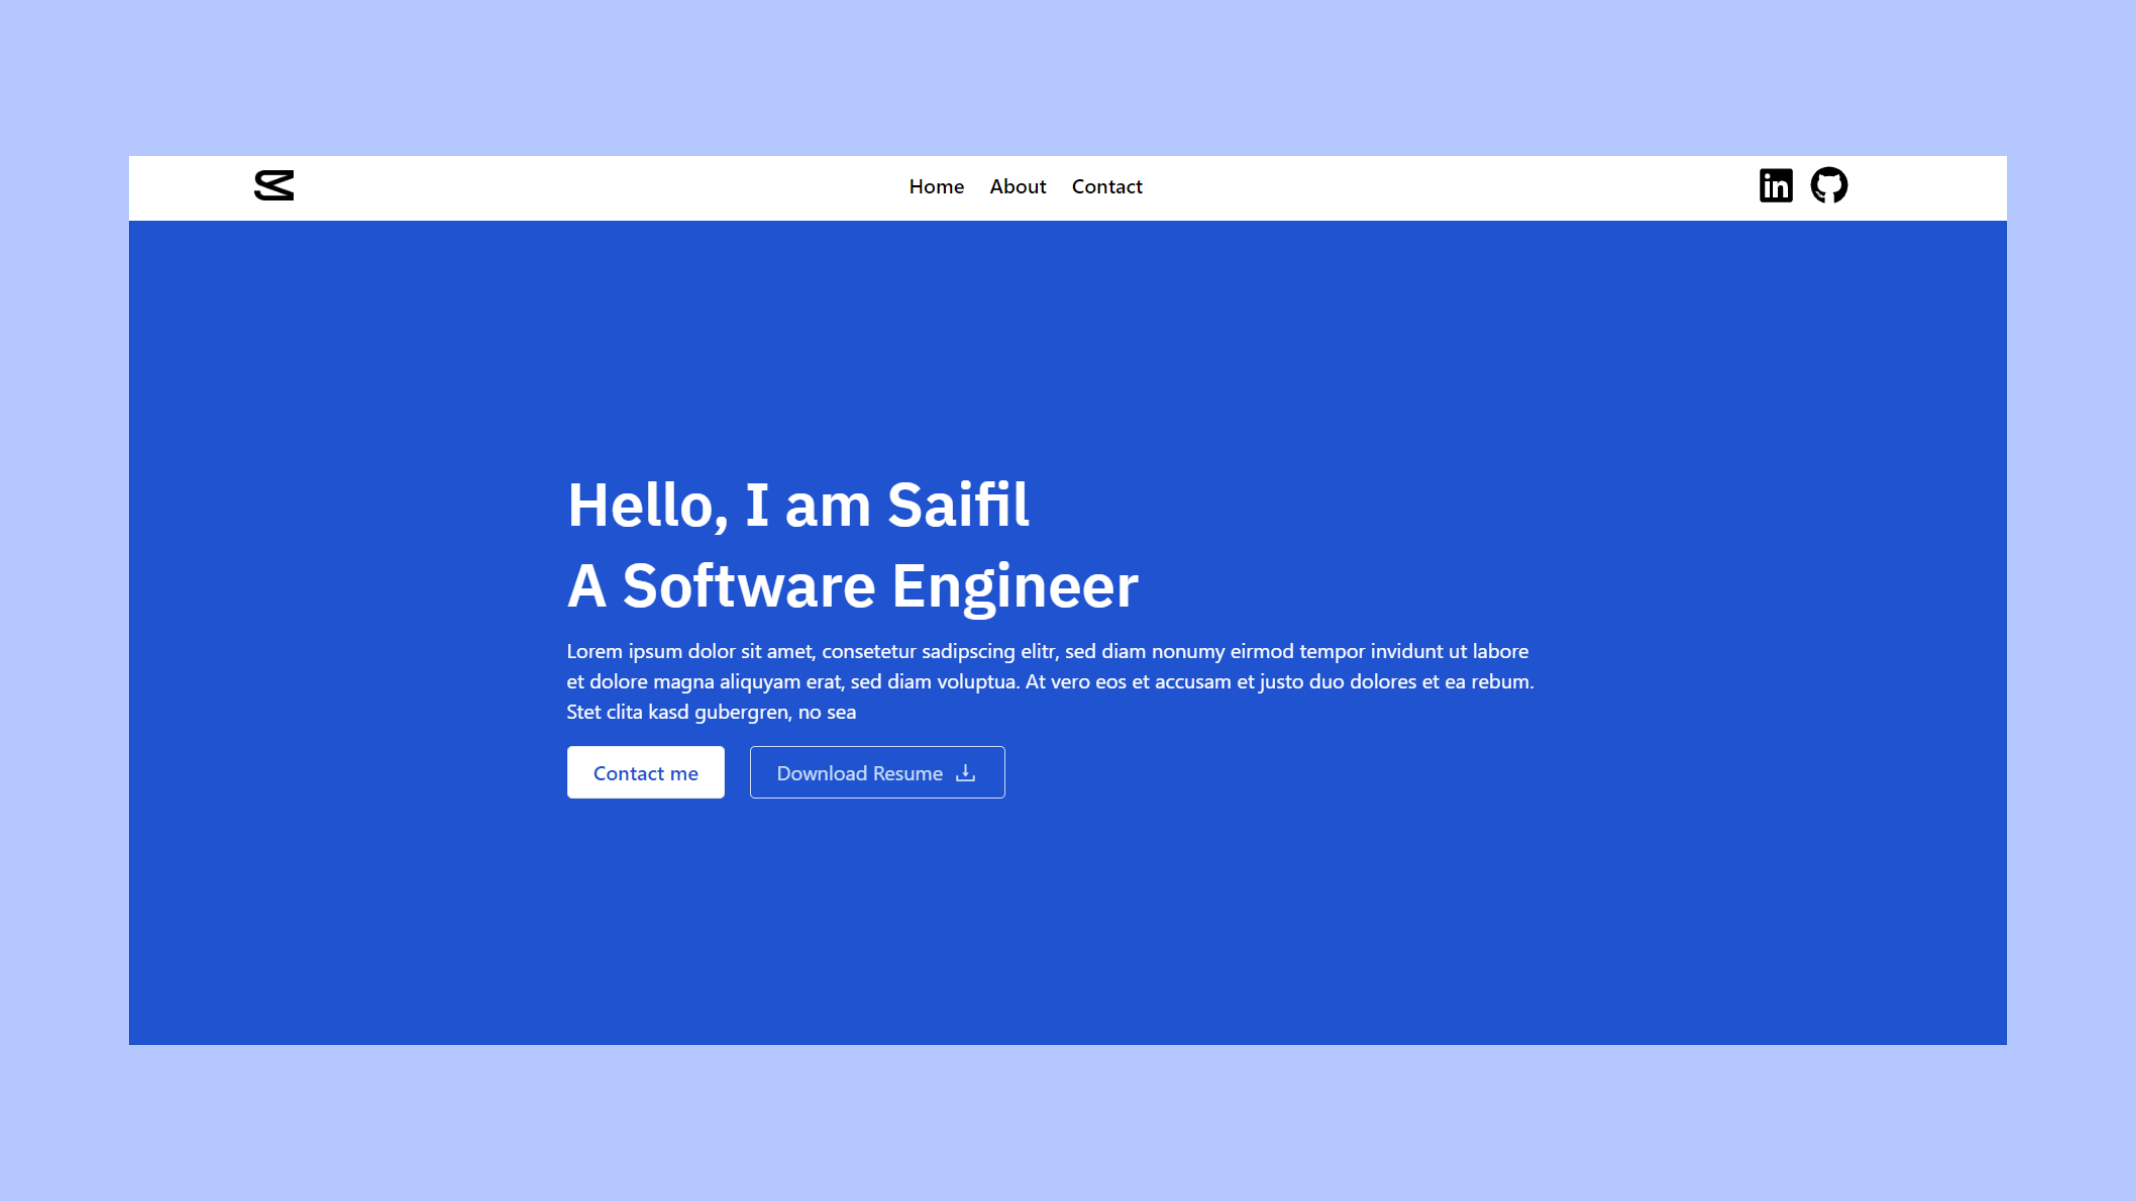 Home About Contact
in
Hello, I am Saifil
A Software Engineer
Lorem ipsum dolor sit amet, consetetur sadipscing elitr, sed diam nonumy eirmod tempor invidunt ut labore
et dolore magna aliquyam erat, sed diam voluptua. At vero eos et accusam et justo duo dolores et ea rebum.
Stet clita kasd gubergren, no sea
Contact me Download Resume